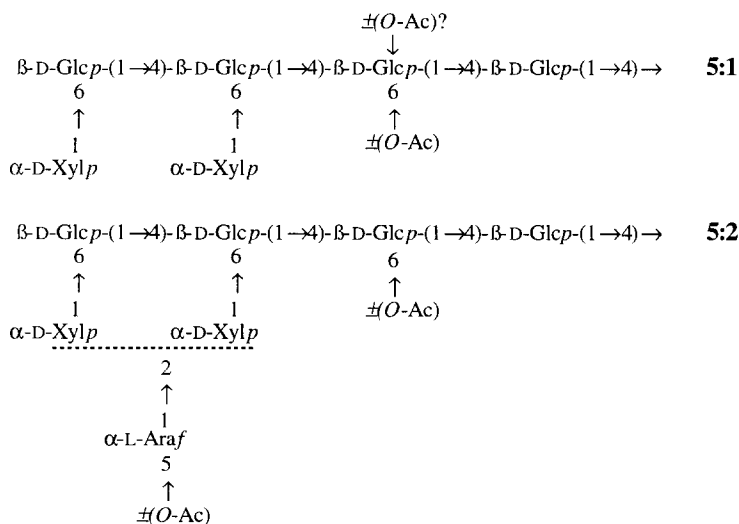 ±(O-Ac)?
↓
ß-D-Glcp-(1→4)-ß-D-Glcp-(1→4)-ß-D-Glcp-(1→4)-ß-D-Glcp-(1→4)→ 5:1
6 6 6
↑ ↑ ↑
1 1 ±(O-Ac)
α-D-Xylp α-D-Xylp
ß-D-Glcp-(1→4)-ß-D-Glcp-(1→4)-ß-D-Glcp-(1→4)-ß-D-Glcp-(1→4)→ 5:2
6 6 6
↑ ↑ ↑
1 1 ±(O-Ac)
α-D-Xylp α-D-Xylp
2
↑
1
α-L-Araf
5
↑
±(O-Ac)